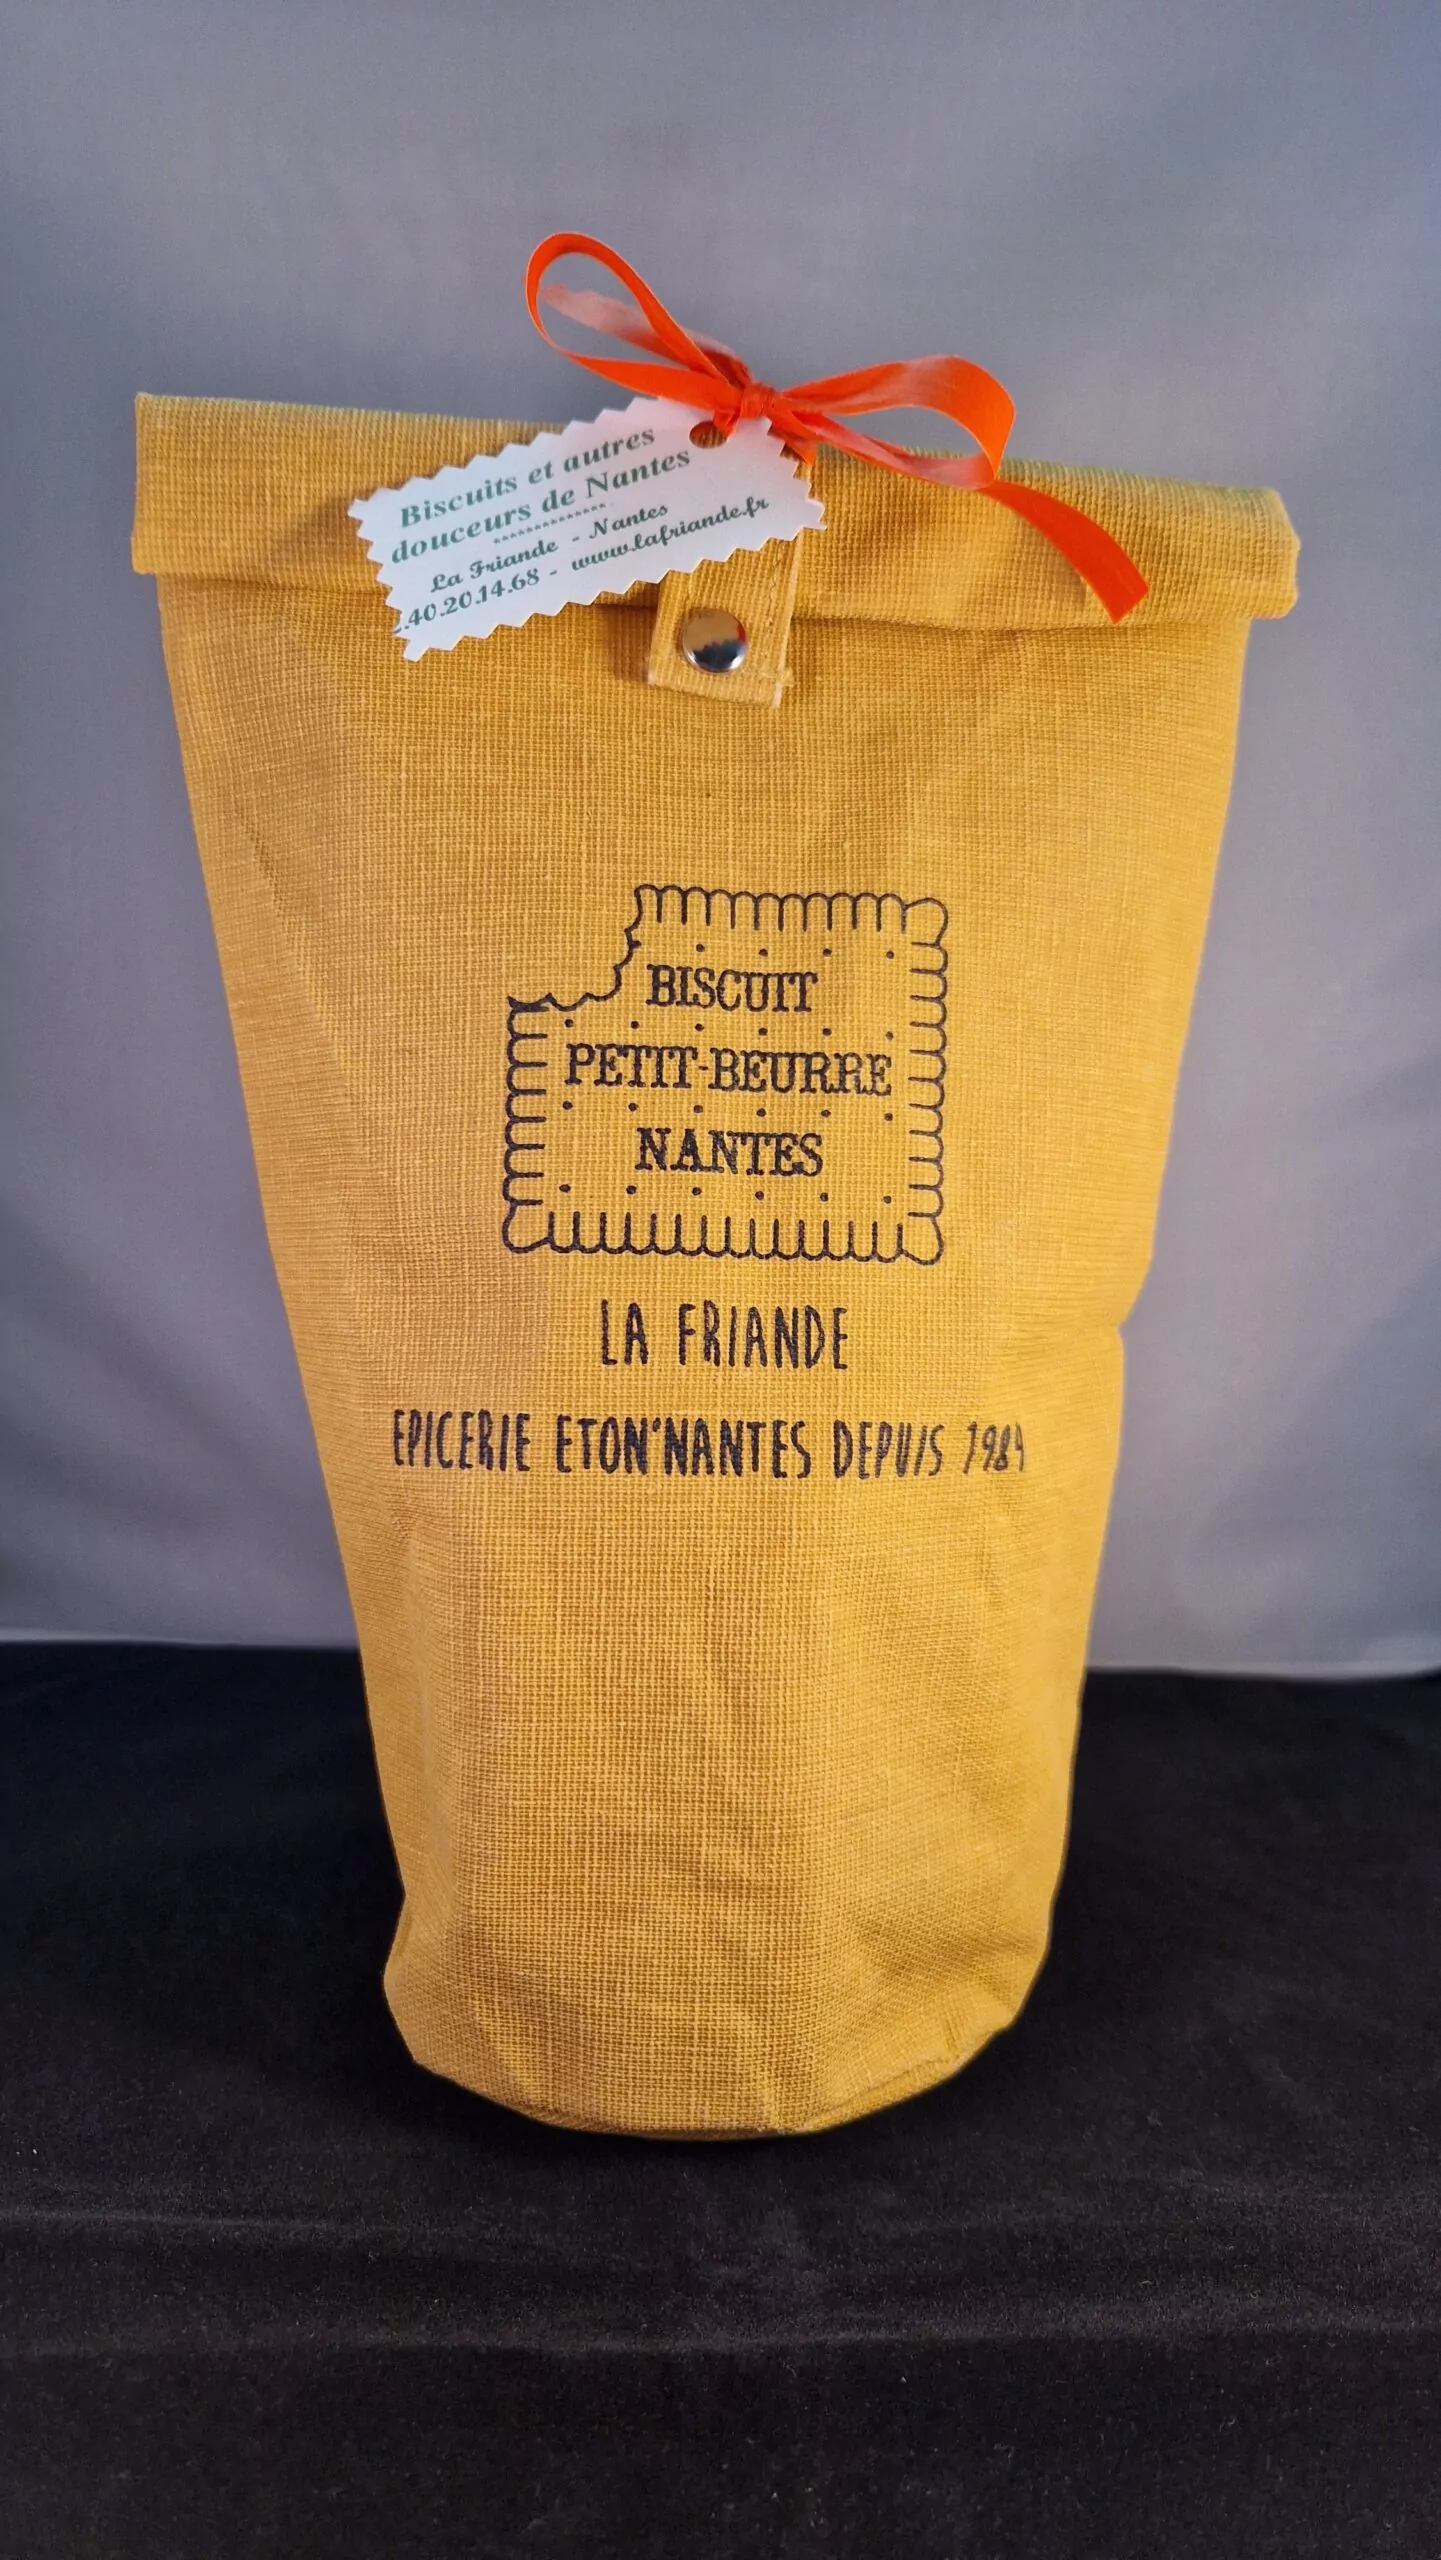 Biscuits et autres
douceurs de Nantes
**************
La Friande - Nantes
.40.20.14.68 - www.lafriande.fr
BISCUIT
PETIT-BEURRE
NANTES
LA FRIANDE
EPICERIE ETON'NANTES DEPUIS 1984